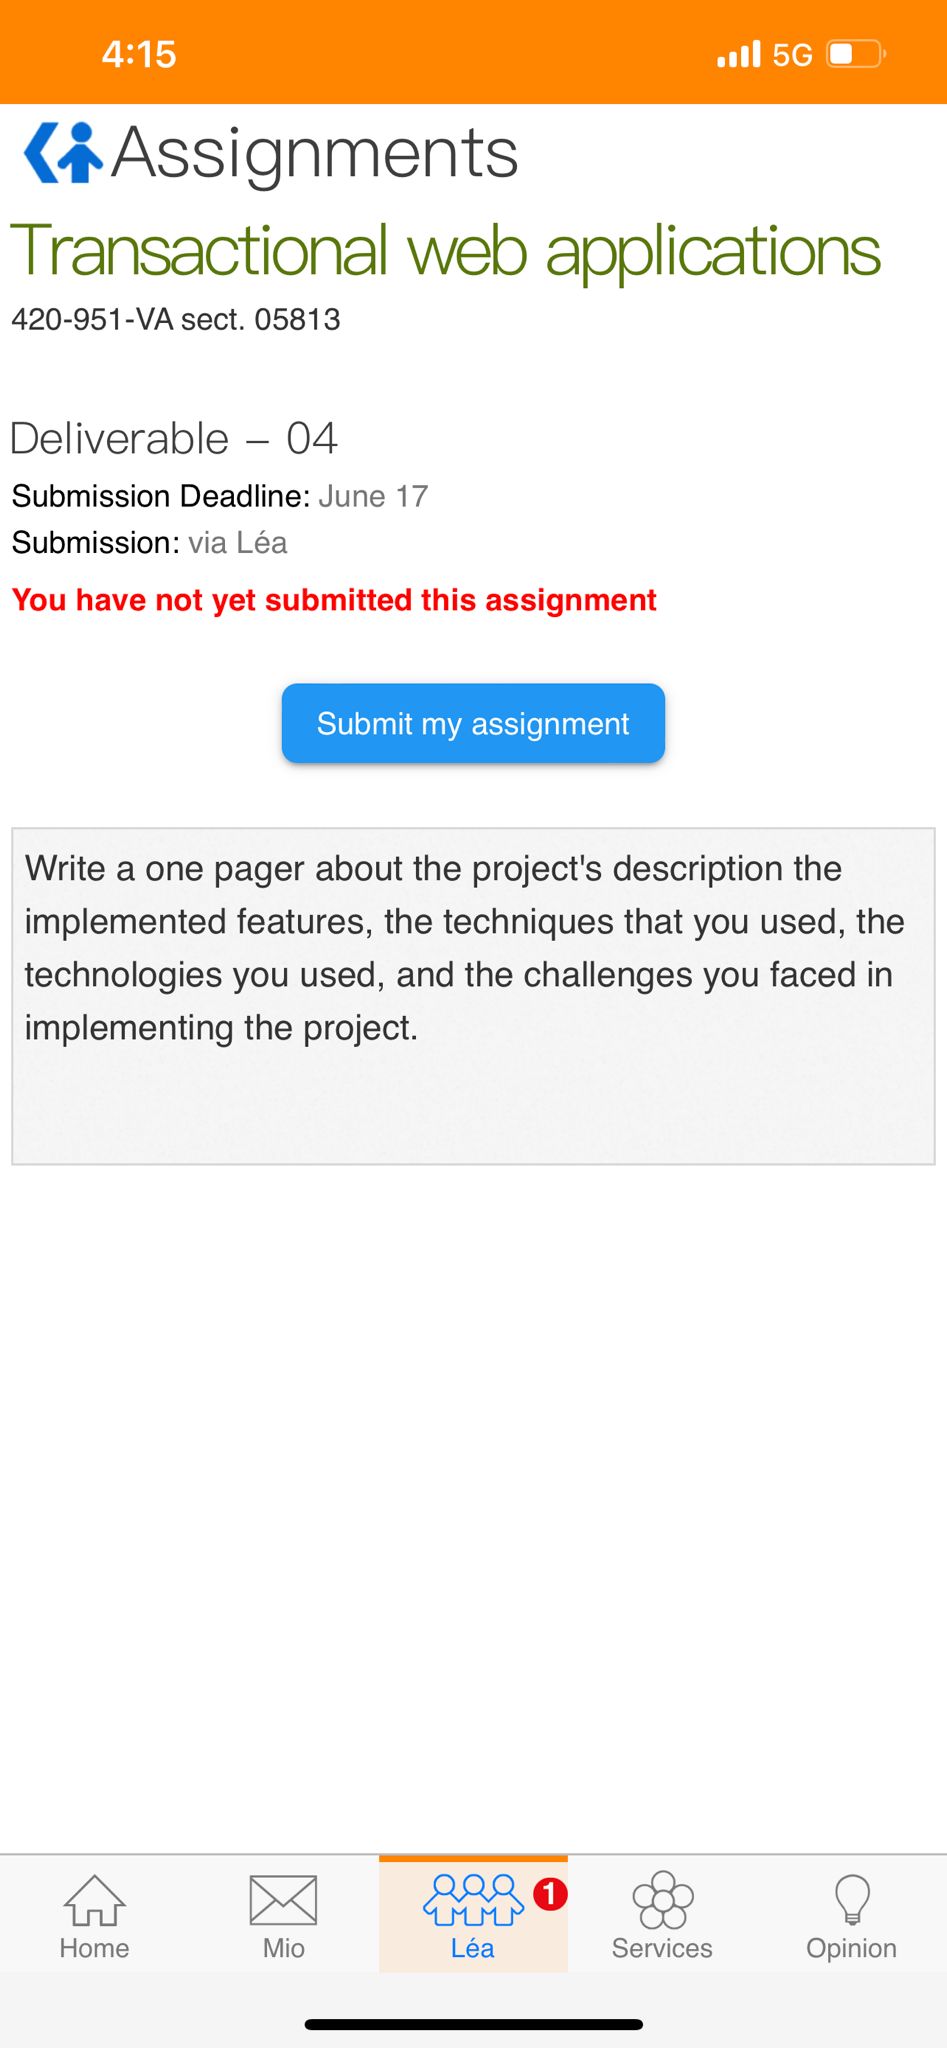 4:15
5G
Assignments
Transactional web applications
420-951-VA sect. 05813
Deliverable – 04
Submission Deadline: June 17
Submission: via Léa
You have not yet submitted this assignment
Submit my assignment
Write a one pager about the project's description the
implemented features, the techniques that you used, the
technologies you used, and the challenges you faced in
implementing the project.
1
Home
Mio
Léa
Services
Opinion